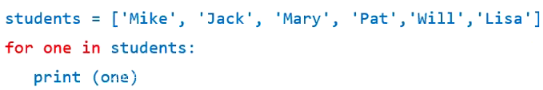 students = ['Mike', 'Jack', 'Mary', 'Pat','Will','Lisa']
for one in students:
print (one)